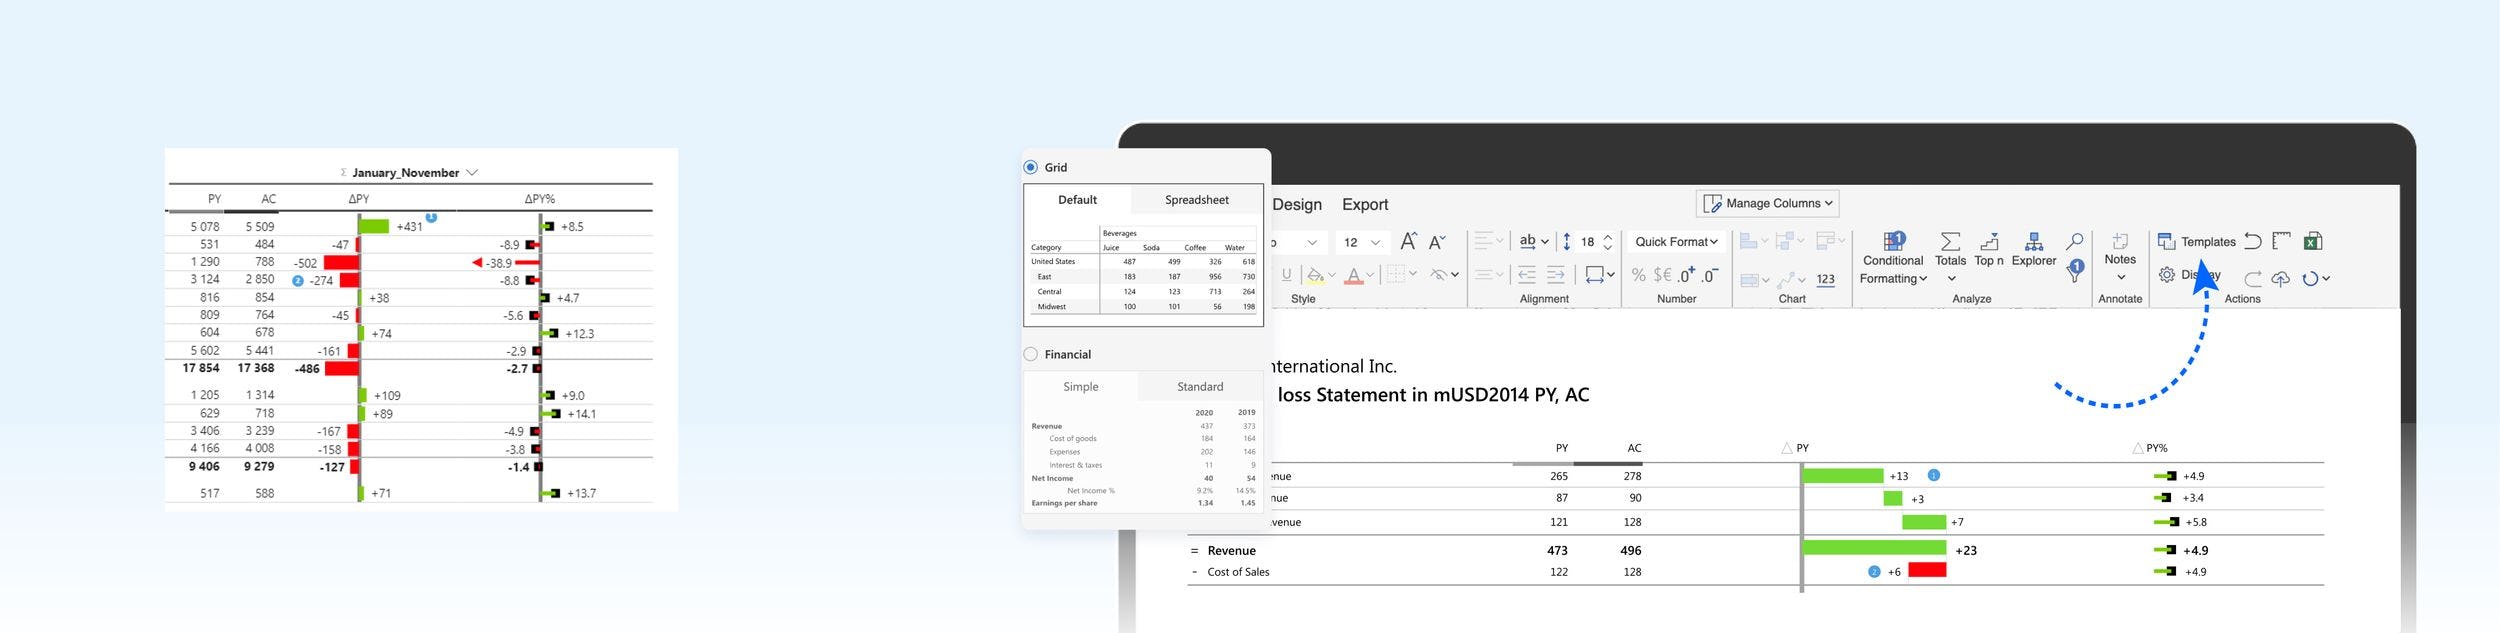 Σ January_November
PY AC ΔPY ΔPY%
5 078 5 509 +431 1 +8.5
531 484 -47 -8.9
1 290 788 -502 -38.9
3 124 2 850 2 -274 -8.8
816 854 +38 +4.7
809 764 -45 -5.6
604 678 +74 +12.3
5 602 5 441 -161 -2.9
17 854 17 368 -486 -2.7
1 205 1 314 +109 +9.0
629 718 +89 +14.1
3 406 3 239 -167 -4.9
4 166 4 008 -158 -3.8
9 406 9 279 -127 -1.4
517 588 +71 +13.7
Grid
Default Spreadsheet
Beverages
Category Juice Soda Coffee Water
United States 487 499 326 618
East 183 187 956 730
Central 124 123 713 264
Midwest 100 101 56 198
Financial
Simple Standard
2020 2019
Revenue 437 373
Cost of goods 184 164
Expenses 202 146
Interest & taxes 11 9
Net Income 40 54
Net Income % 9.2% 14.5%
Earnings per share 1.34 1.45
Design Export
Manage Columns
12 A A ab 18 Quick Format
U A % $€ .0 .0 123
Conditional Formatting 1
Totals Top n Explorer 1
Notes
Templates
Display
Style Alignment Number Chart Analyze Annotate Actions
nternational Inc.
loss Statement in mUSD2014 PY, AC
PY AC △ PY △ PY%
enue 265 278 +13 1 +4.9
nue 87 90 +3 +3.4
venue 121 128 +7 +5.8
= Revenue 473 496 +23 +4.9
- Cost of Sales 122 128 2 +6 +4.9